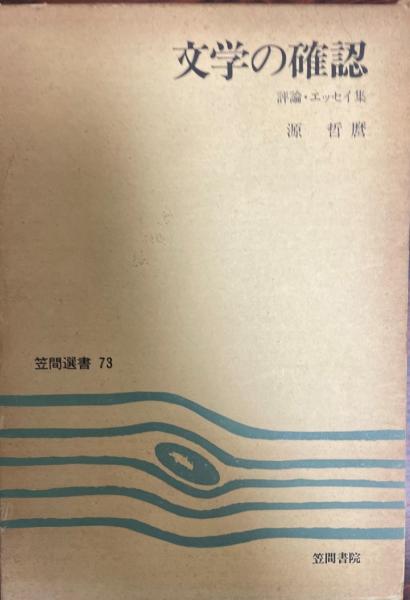 文学の確認
評論・エッセイ集
源 哲麿
笠間選書 73
笠間書院